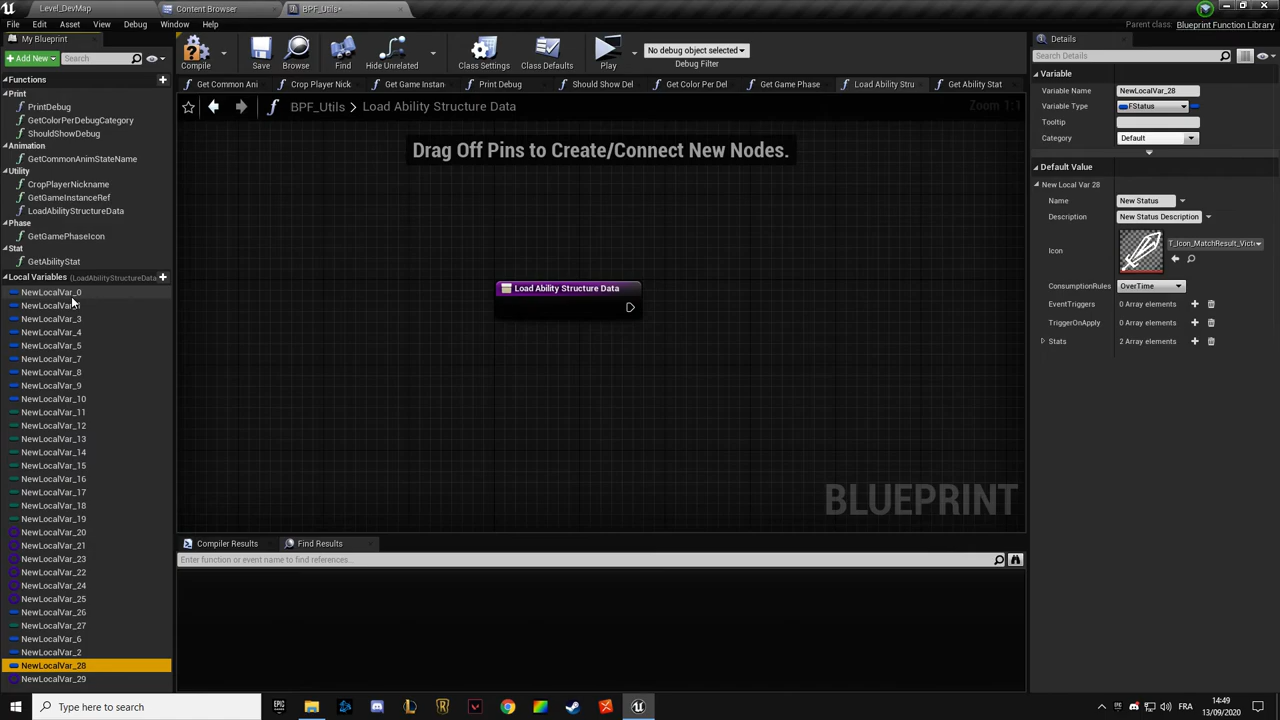 Level_DevMap
Content Browser
BPF_Utils*
File Edit Asset View Debug Window Help
Parent class: Blueprint Function Library
My Blueprint
Add New
Search
Compile
Save
Browse
Find
Hide Unrelated
Class Settings
Class Defaults
Play
No debug object selected
Debug Filter
Get Common Ani
Crop Player Nick
Get Game Instan
Print Debug
Should Show Del
Get Color Per Del
Get Game Phase
Load Ability Stru
Get Ability Stat
BPF_Utils > Load Ability Structure Data
Zoom 1:1
Drag Off Pins to Create/Connect New Nodes.
Load Ability Structure Data
BLUEPRINT
Functions
Print
PrintDebug
GetColorPerDebugCategory
ShouldShowDebug
Animation
GetCommonAnimStateName
Utility
CropPlayerNickname
GetGameInstanceRef
LoadAbilityStructureData
Phase
GetGamePhaseIcon
Stat
GetAbilityStat
Local Variables (LoadAbilityStructureData
NewLocalVar_0
NewLocalVar_1
NewLocalVar_3
NewLocalVar_4
NewLocalVar_5
NewLocalVar_7
NewLocalVar_8
NewLocalVar_9
NewLocalVar_10
NewLocalVar_11
NewLocalVar_12
NewLocalVar_13
NewLocalVar_14
NewLocalVar_15
NewLocalVar_16
NewLocalVar_17
NewLocalVar_18
NewLocalVar_19
NewLocalVar_20
NewLocalVar_21
NewLocalVar_23
NewLocalVar_22
NewLocalVar_24
NewLocalVar_25
NewLocalVar_26
NewLocalVar_27
NewLocalVar_6
NewLocalVar_2
NewLocalVar_28
NewLocalVar_29
Compiler Results
Find Results
Enter function or event name to find references...
Details
Search Details
Variable
Variable Name NewLocalVar_28
Variable Type FStatus
Tooltip
Category Default
Default Value
New Local Var 28
Name New Status
Description New Status Description
Icon T_Icon_MatchResult_Vict
ConsumptionRules OverTime
EventTriggers 0 Array elements
TriggerOnApply 0 Array elements
Stats 2 Array elements
Type here to search
FRA
14:49
13/09/2020